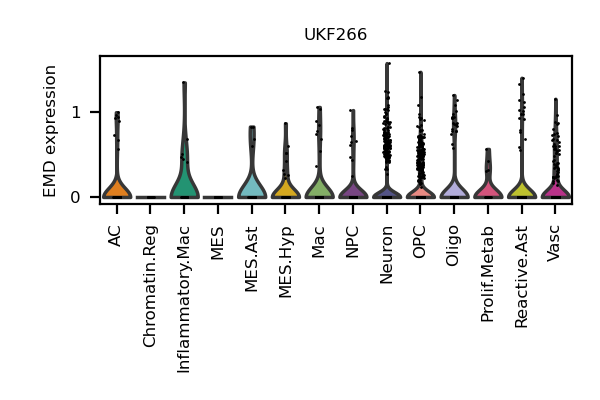 UKF266
EMD expression
1
0
AC
Chromatin.Reg
Inflammatory.Mac
MES
MES.Ast
MES.Hyp
Mac
NPC
Neuron
OPC
Oligo
Prolif.Metab
Reactive.Ast
Vasc